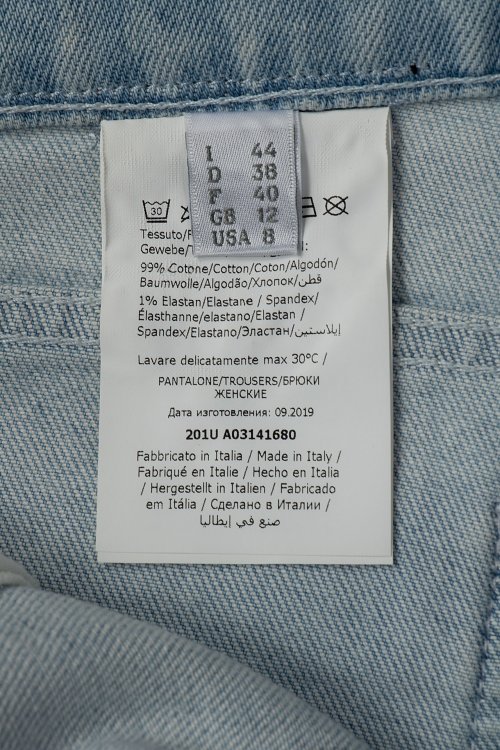 I 44
D 38
F 40
GB 12
USA 8
30
Tessuto/
Gewebe/
99% Cotone/Cotton/Coton/Algodón/
Baumwolle/Algodão/Хлопок/قطن
1% Elastan/Elastane / Spandex/
Élasthanne/elastano/Elastan /
Spandex/Elastano/Эластан/إيلاستين
Lavare delicatamente max 30°C /
PANTALONE/TROUSERS/БРЮКИ
ЖЕНСКИЕ
Дата изготовления: 09.2019
201U A03141680
Fabbricato in Italia / Made in Italy /
Fabriqué en Italie / Hecho en Italia
/ Hergestellt in Italien / Fabricado
em Itália / Сделано в Италии /
صنع في إيطاليا